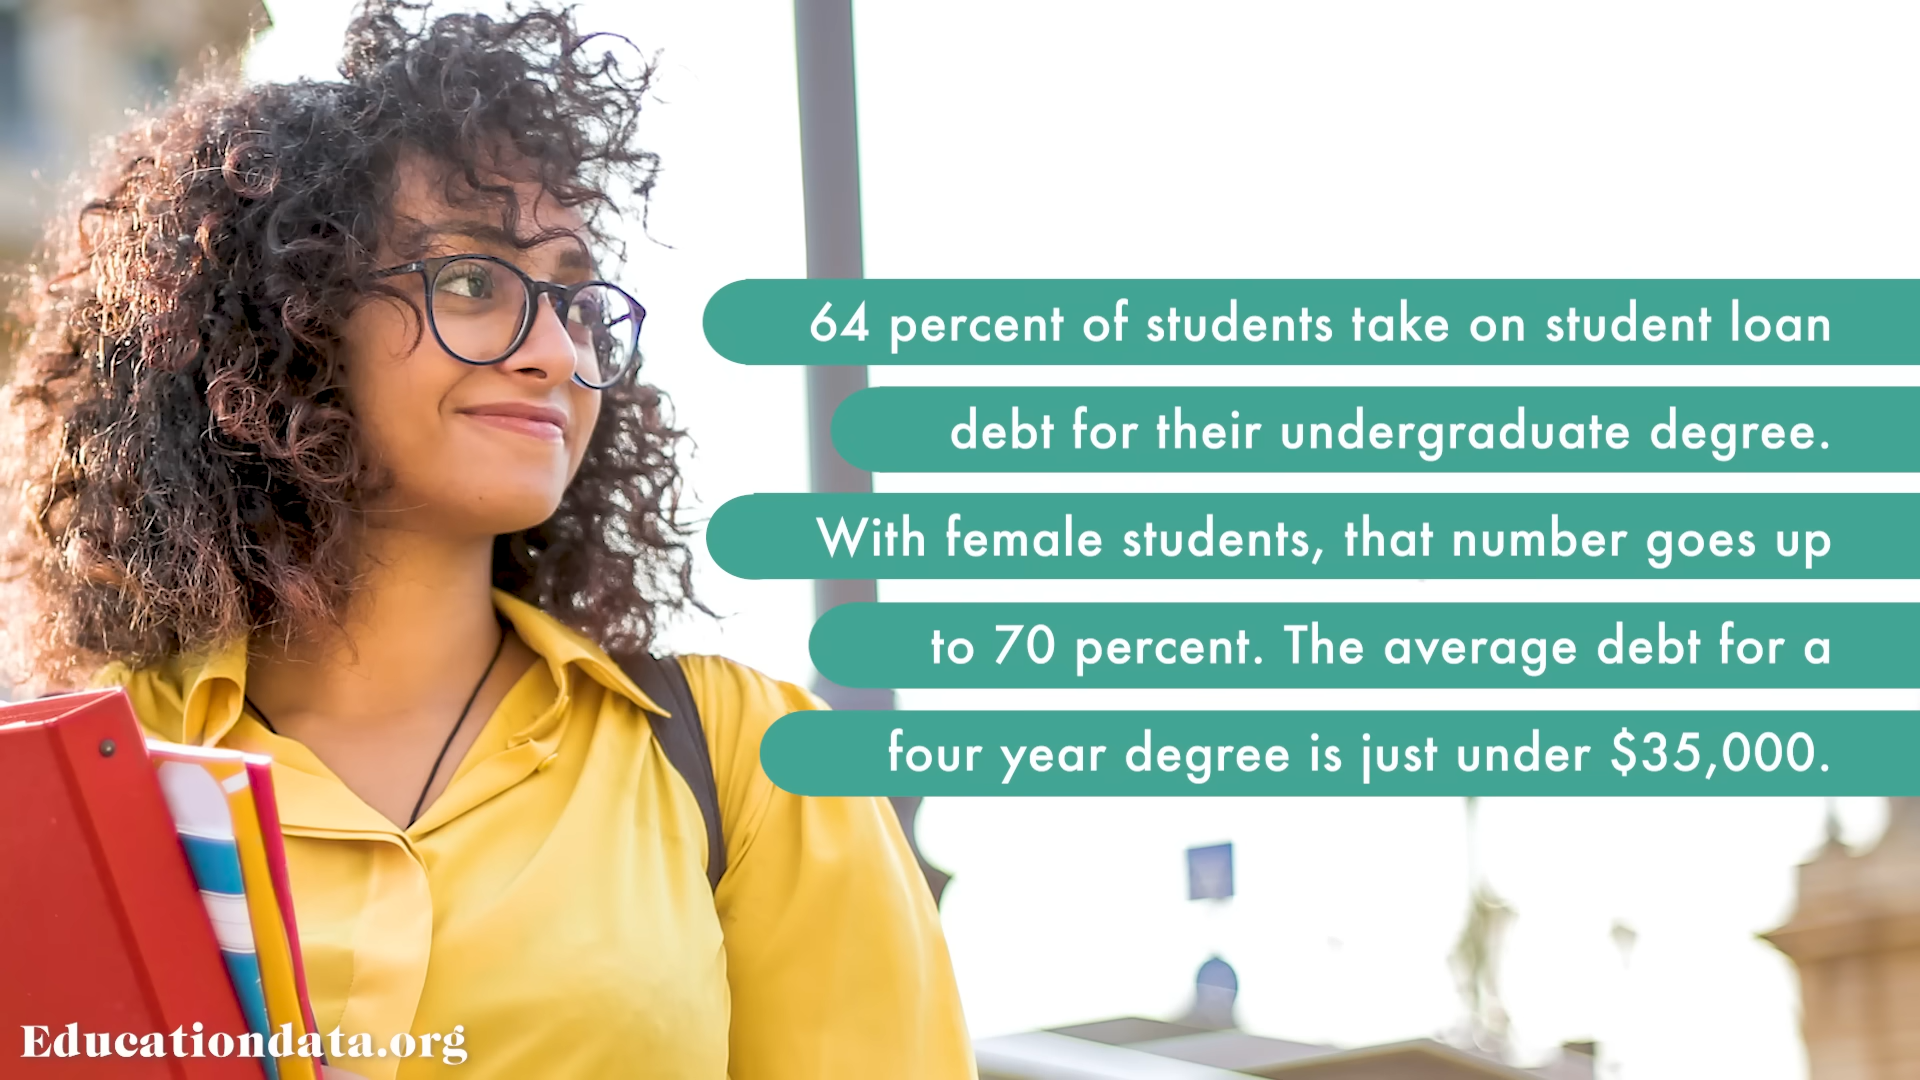 64 percent of students take on student loan
debt for their undergraduate degree.
With female students, that number goes up
to 70 percent. The average debt for a
four year degree is just under $35,000.
Educationdata.org